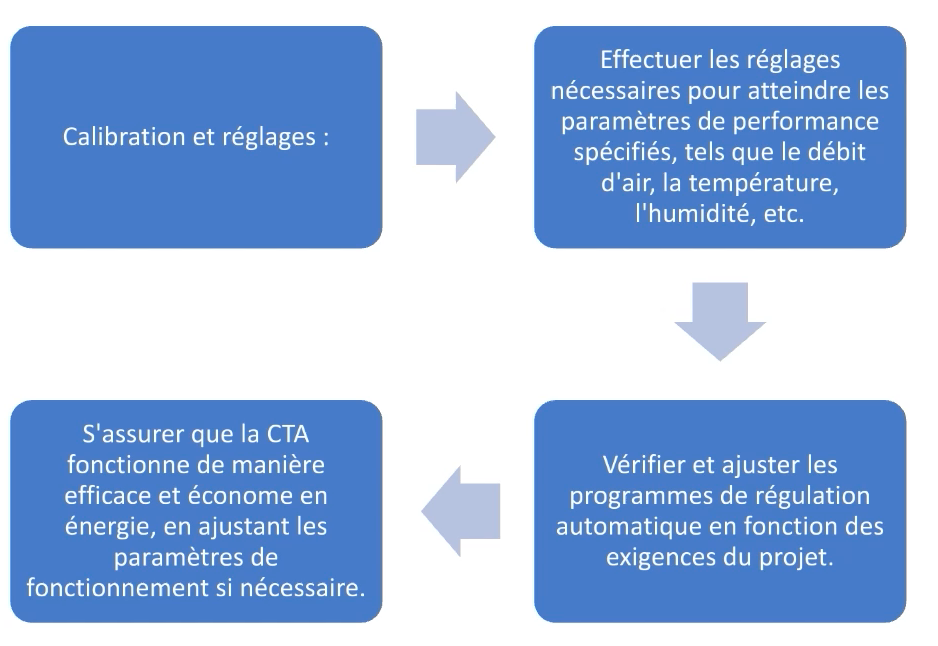 Calibration et réglages :
Effectuer les réglages
nécessaires pour atteindre les
paramètres de performance
spécifiés, tels que le débit
d'air, la température,
l'humidité, etc.
Vérifier et ajuster les
programmes de régulation
automatique en fonction des
exigences du projet.
S'assurer que la CTA
fonctionne de manière
efficace et économe en
énergie, en ajustant les
paramètres de
fonctionnement si nécessaire.